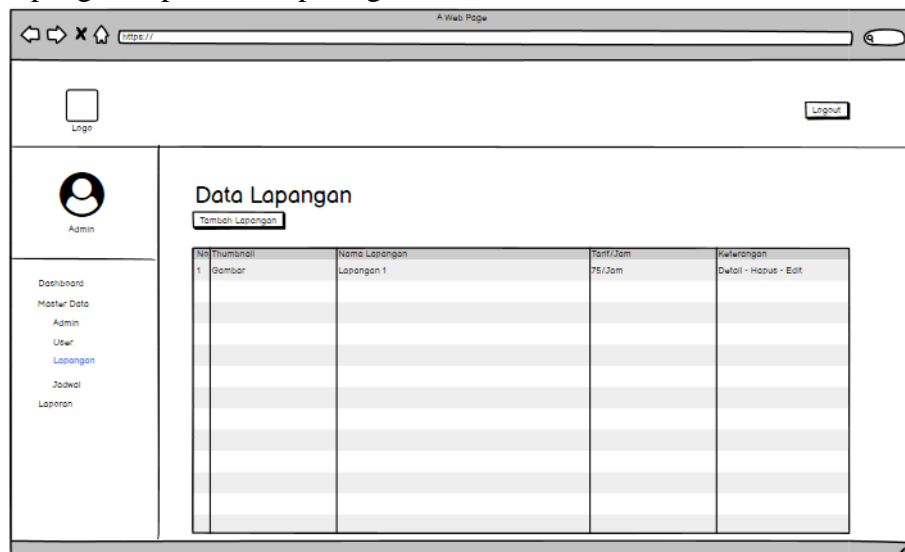 A Web Page
https://
Logo
Logout
Admin
Data Lapangan
Tambah Lapangan
No Thumbnail Nama Lapangan Tarif/Jam Keterangan
1 Gambar Lapangan 1 75/Jam Detail - Hapus - Edit
Dashboard
Master Data
Admin
User
Lapangan
Jadwal
Laporan